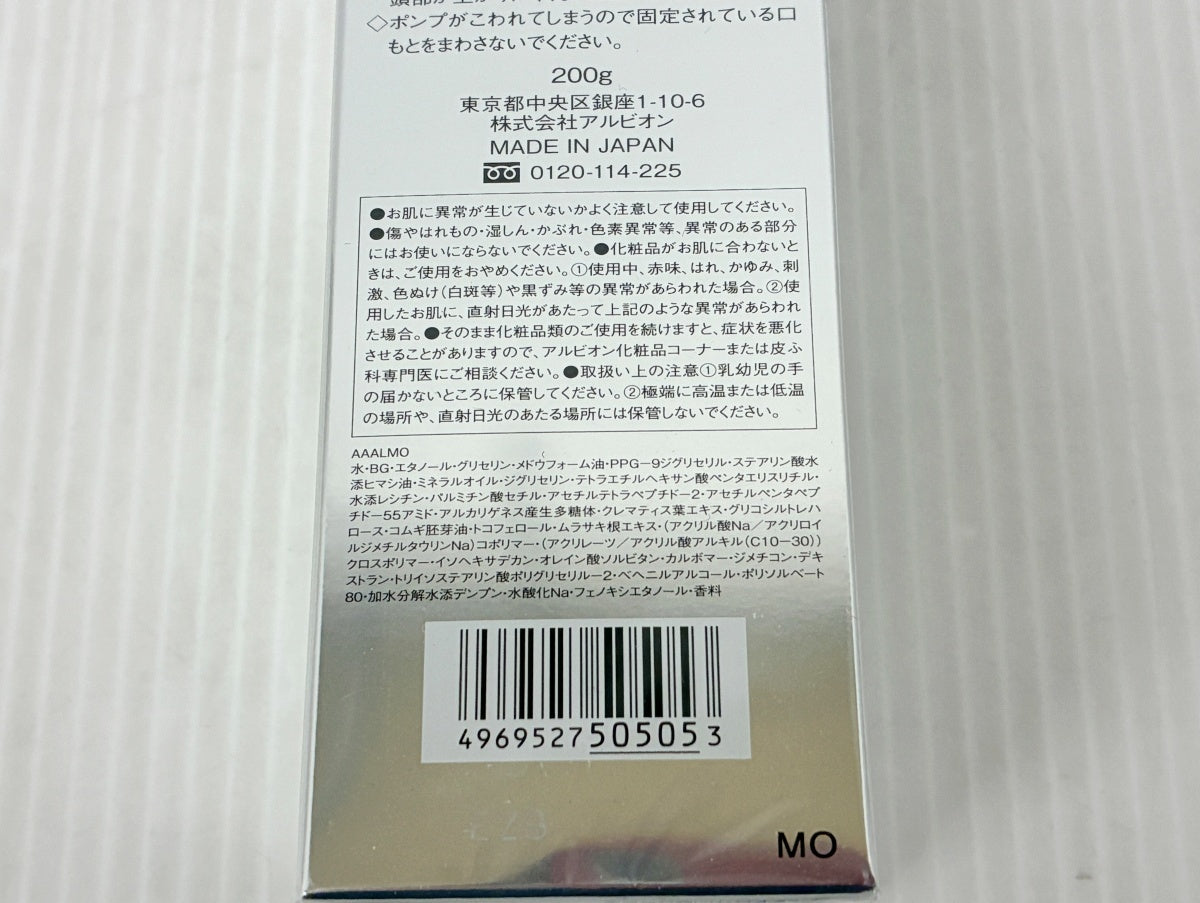 ◇ポンプがこわれてしまうので固定されている口
もとをまわさないでください。
200g
東京都中央区銀座1-10-6
株式会社アルビオン
MADE IN JAPAN
0120-114-225
●お肌に異常が生じていないかよく注意して使用してください。
●傷やはれもの・湿しん・かぶれ・色素異常等、異常のある部分
にはお使いにならないでください。●化粧品がお肌に合わないと
きは、ご使用をおやめください。①使用中、赤味、はれ、かゆみ、刺
激、色ぬけ(白斑等)や黒ずみ等の異常があらわれた場合。②使
用したお肌に、直射日光があたって上記のような異常があらわれ
た場合。●そのまま化粧品類のご使用を続けますと、症状を悪化
させることがありますので、アルビオン化粧品コーナーまたは皮ふ
科専門医にご相談ください。●取扱い上の注意①乳幼児の手
の届かないところに保管してください。②極端に高温または低温
の場所や、直射日光のあたる場所には保管しないでください。
AAALMO
水・BG・エタノール・グリセリン・メドウフォーム油・PPG-9ジグリセリル・ステアリン酸水
添ヒマシ油・ミネラルオイル・ジグリセリン・テトラエチルヘキサン酸ペンタエリスリチル・
水添レシチン・パルミチン酸セチル・アセチルテトラペプチド-2・アセチルペンタペプ
チド-55アミド・アルカリゲネス産生多糖体・クレマティス葉エキス・グリコシルトレハ
ロース・コムギ胚芽油・トコフェロール・ムラサキ根エキス・(アクリル酸Na/アクリロイ
ルジメチルタウリンNa)コポリマー・(アクリレーツ/アクリル酸アルキル(C10-30))
クロスポリマー・イソヘキサデカン・オレイン酸ソルビタン・カルボマー・ジメチコン・デキ
ストラン・トリイソステアリン酸ポリグリセリル-2・ベヘニルアルコール・ポリソルベート
80・加水分解水添デンプン・水酸化Na・フェノキシエタノール・香料
4969527505053
MO